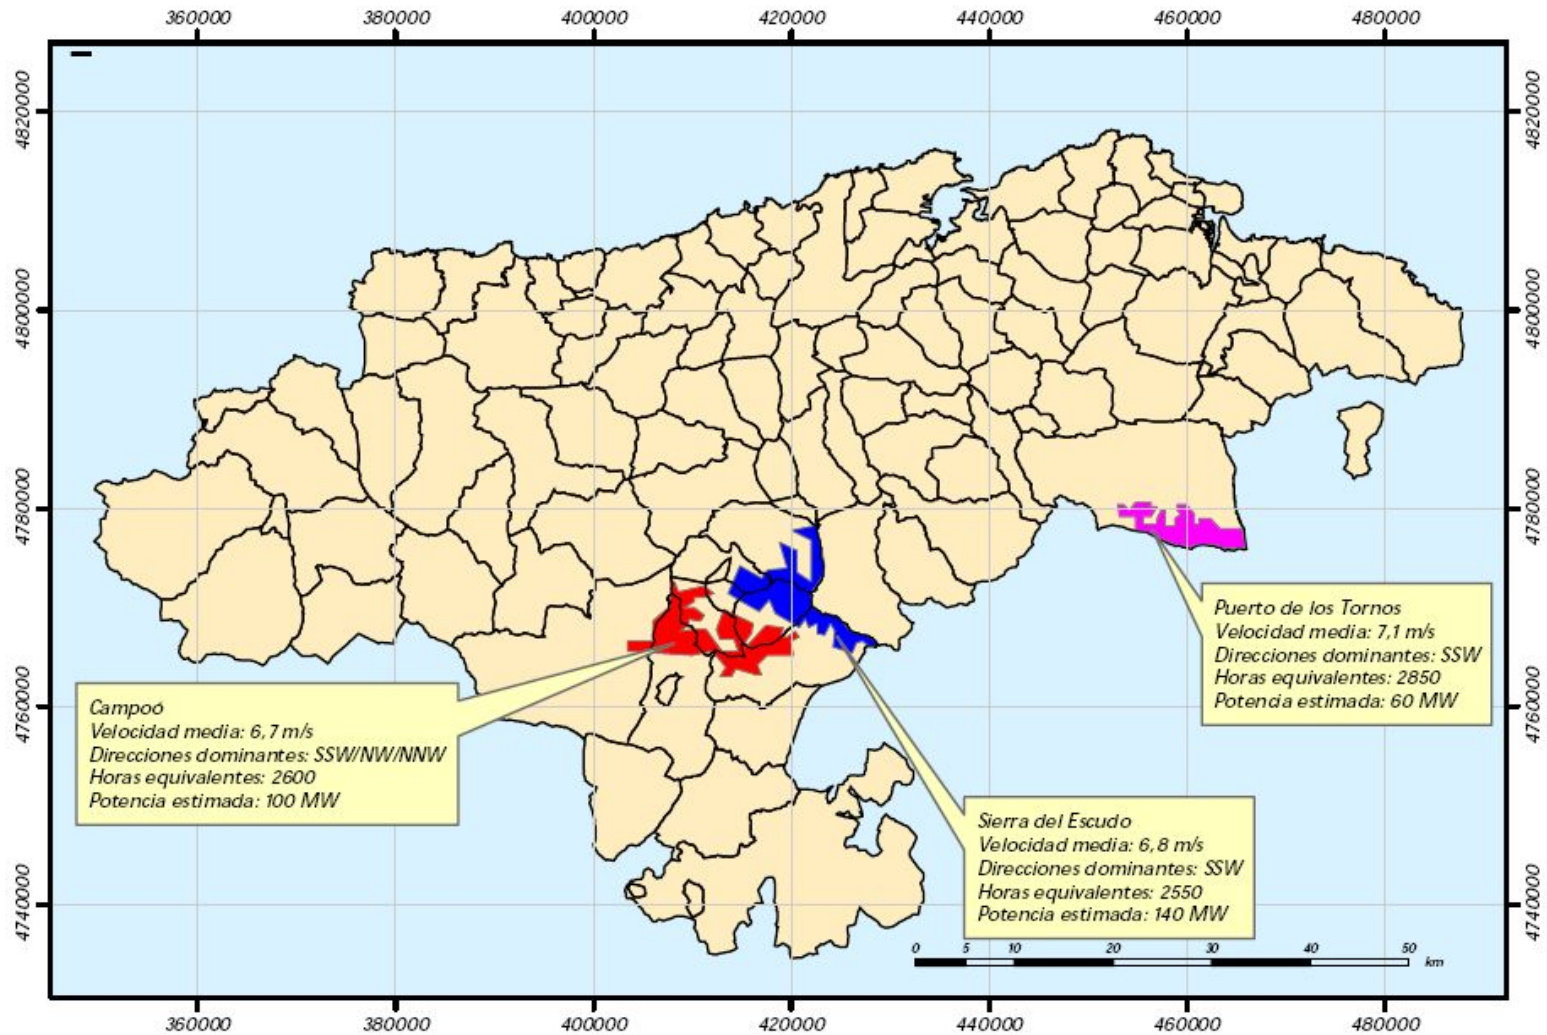 360000 380000 400000 420000 440000 460000 480000
4820000 4820000
4800000 4800000
4780000 4780000
Puerto de los Tornos
Velocidad media: 7,1 m/s
Direcciones dominantes: SSW
Horas equivalentes: 2850
Potencia estimada: 60 MW
4760000 4760000
Campoó
Velocidad media: 6,7 m/s
Direcciones dominantes: SSW/NW/NNW
Horas equivalentes: 2600
Potencia estimada: 100 MW
Sierra del Escudo
Velocidad media: 6,8 m/s
Direcciones dominantes: SSW
Horas equivalentes: 2550
Potencia estimada: 140 MW
4740000 4740000
0 5 10 20 30 40 50
km
360000 380000 400000 420000 440000 460000 480000